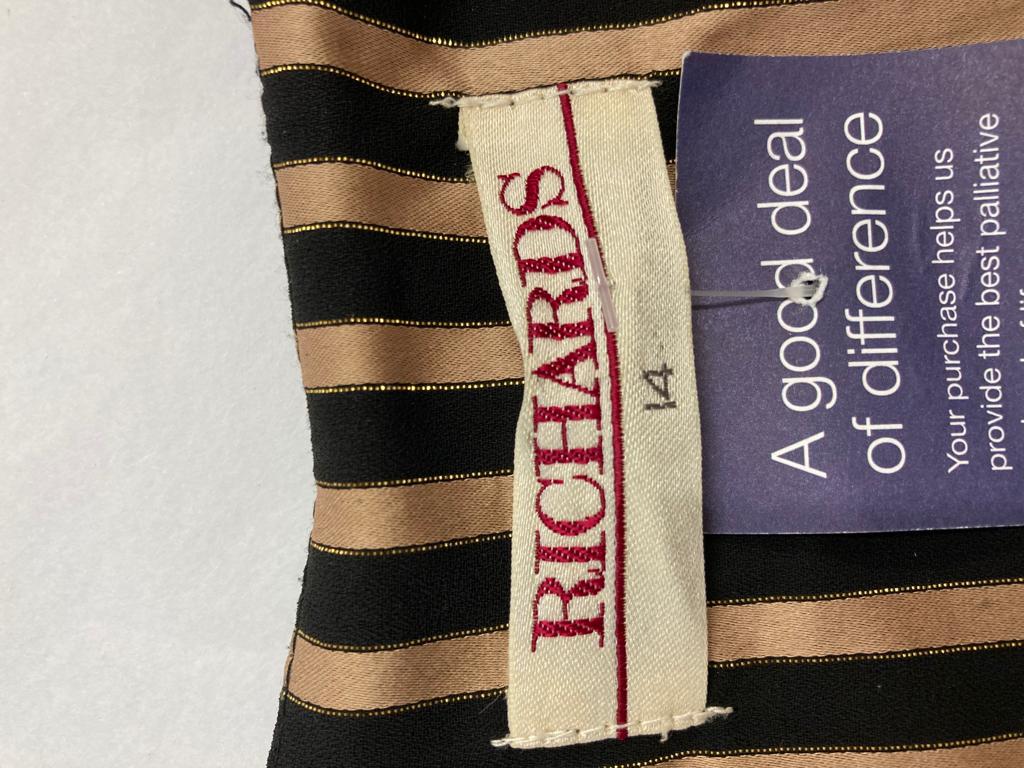 RICHARDS
14
A good deal
of difference
Your purchase helps us
provide the best palliative